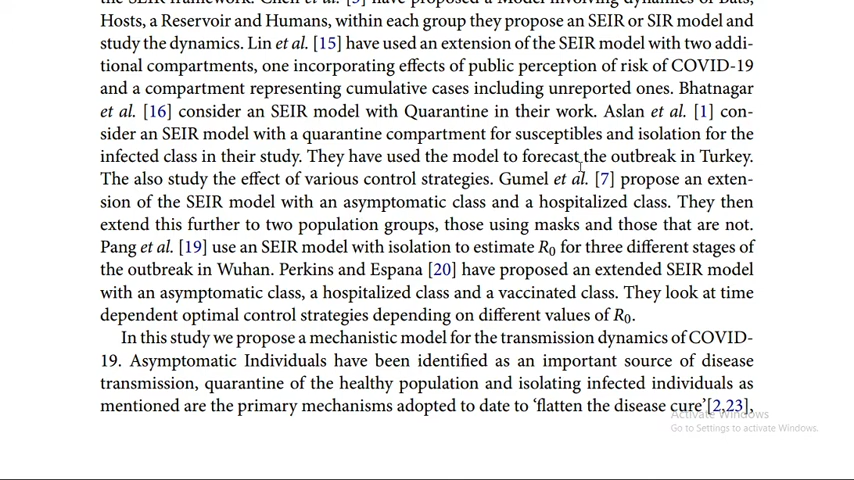 the SEIR framework. Chen et al. [5] have proposed a Model involving dynamics of Bats,
Hosts, a Reservoir and Humans, within each group they propose an SEIR or SIR model and
study the dynamics. Lin et al. [15] have used an extension of the SEIR model with two addi-
tional compartments, one incorporating effects of public perception of risk of COVID-19
and a compartment representing cumulative cases including unreported ones. Bhatnagar
et al. [16] consider an SEIR model with Quarantine in their work. Aslan et al. [1] con-
sider an SEIR model with a quarantine compartment for susceptibles and isolation for the
infected class in their study. They have used the model to forecast the outbreak in Turkey.
The also study the effect of various control strategies. Gumel et al. [7] propose an exten-
sion of the SEIR model with an asymptomatic class and a hospitalized class. They then
extend this further to two population groups, those using masks and those that are not.
Pang et al. [19] use an SEIR model with isolation to estimate R0 for three different stages of
the outbreak in Wuhan. Perkins and Espana [20] have proposed an extended SEIR model
with an asymptomatic class, a hospitalized class and a vaccinated class. They look at time
dependent optimal control strategies depending on different values of R0.
In this study we propose a mechanistic model for the transmission dynamics of COVID-
19. Asymptomatic Individuals have been identified as an important source of disease
transmission, quarantine of the healthy population and isolating infected individuals as
mentioned are the primary mechanisms adopted to date to ‘flatten the disease cure’[2,23],
Activate Windows
Go to Settings to activate Windows.